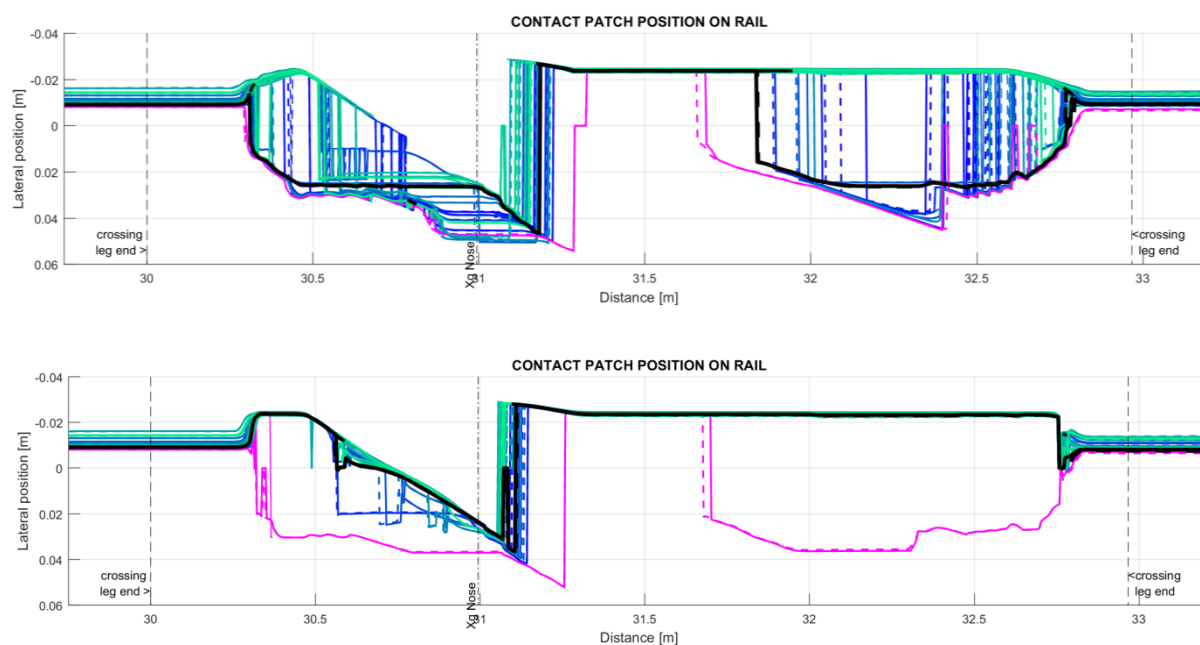 CONTACT PATCH POSITION ON RAIL
-0.04
-0.02
0
0.02
0.04
0.06
Lateral position [m]
crossing
leg end >
Xg Nose
<crossing
leg end
30
30.5
31
31.5
32
32.5
33
Distance [m]
CONTACT PATCH POSITION ON RAIL
-0.04
-0.02
0
0.02
0.04
0.06
Lateral position [m]
crossing
leg end >
Xg Nose
<crossing
leg end
30
30.5
31
31.5
32
32.5
33
Distance [m]